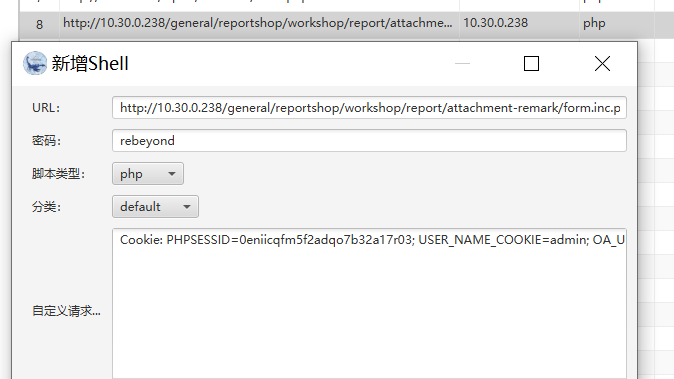 8 http://10.30.0.238/general/reportshop/workshop/report/attachme... 10.30.0.238 php
新增Shell
URL: http://10.30.0.238/general/reportshop/workshop/report/attachment-remark/form.inc.p
密码: rebeyond
脚本类型: php
分类: default
Cookie: PHPSESSID=0eniicqfm5f2adqo7b32a17r03; USER_NAME_COOKIE=admin; OA_U
自定义请求...